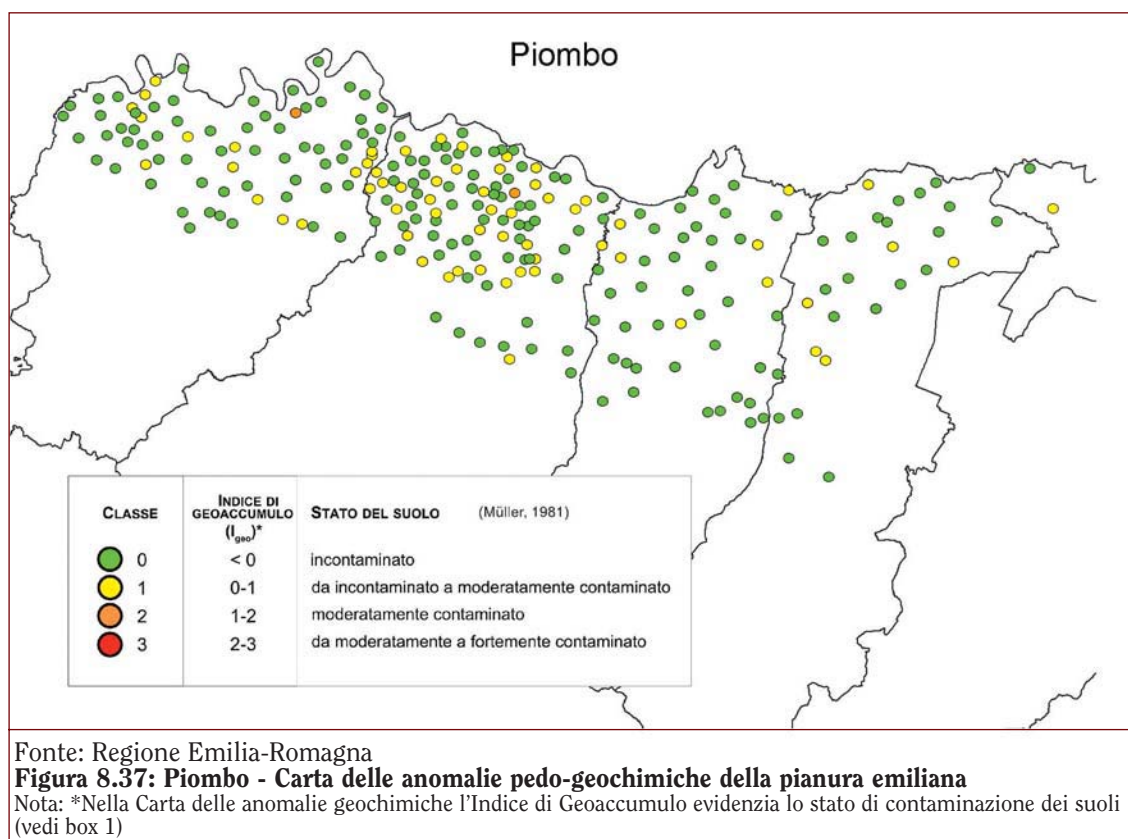 Piombo
CLASSE
INDICE DI
GEOACCUMULO
(Igeo)*
STATO DEL SUOLO (Müller, 1981)
0 < 0 incontaminato
1 0-1 da incontaminato a moderatamente contaminato
2 1-2 moderatamente contaminato
3 2-3 da moderatamente a fortemente contaminato
Fonte: Regione Emilia-Romagna
Figura 8.37: Piombo - Carta delle anomalie pedo-geochimiche della pianura emiliana
Nota: *Nella Carta delle anomalie geochimiche l'Indice di Geoaccumulo evidenzia lo stato di contaminazione dei suoli
(vedi box 1)